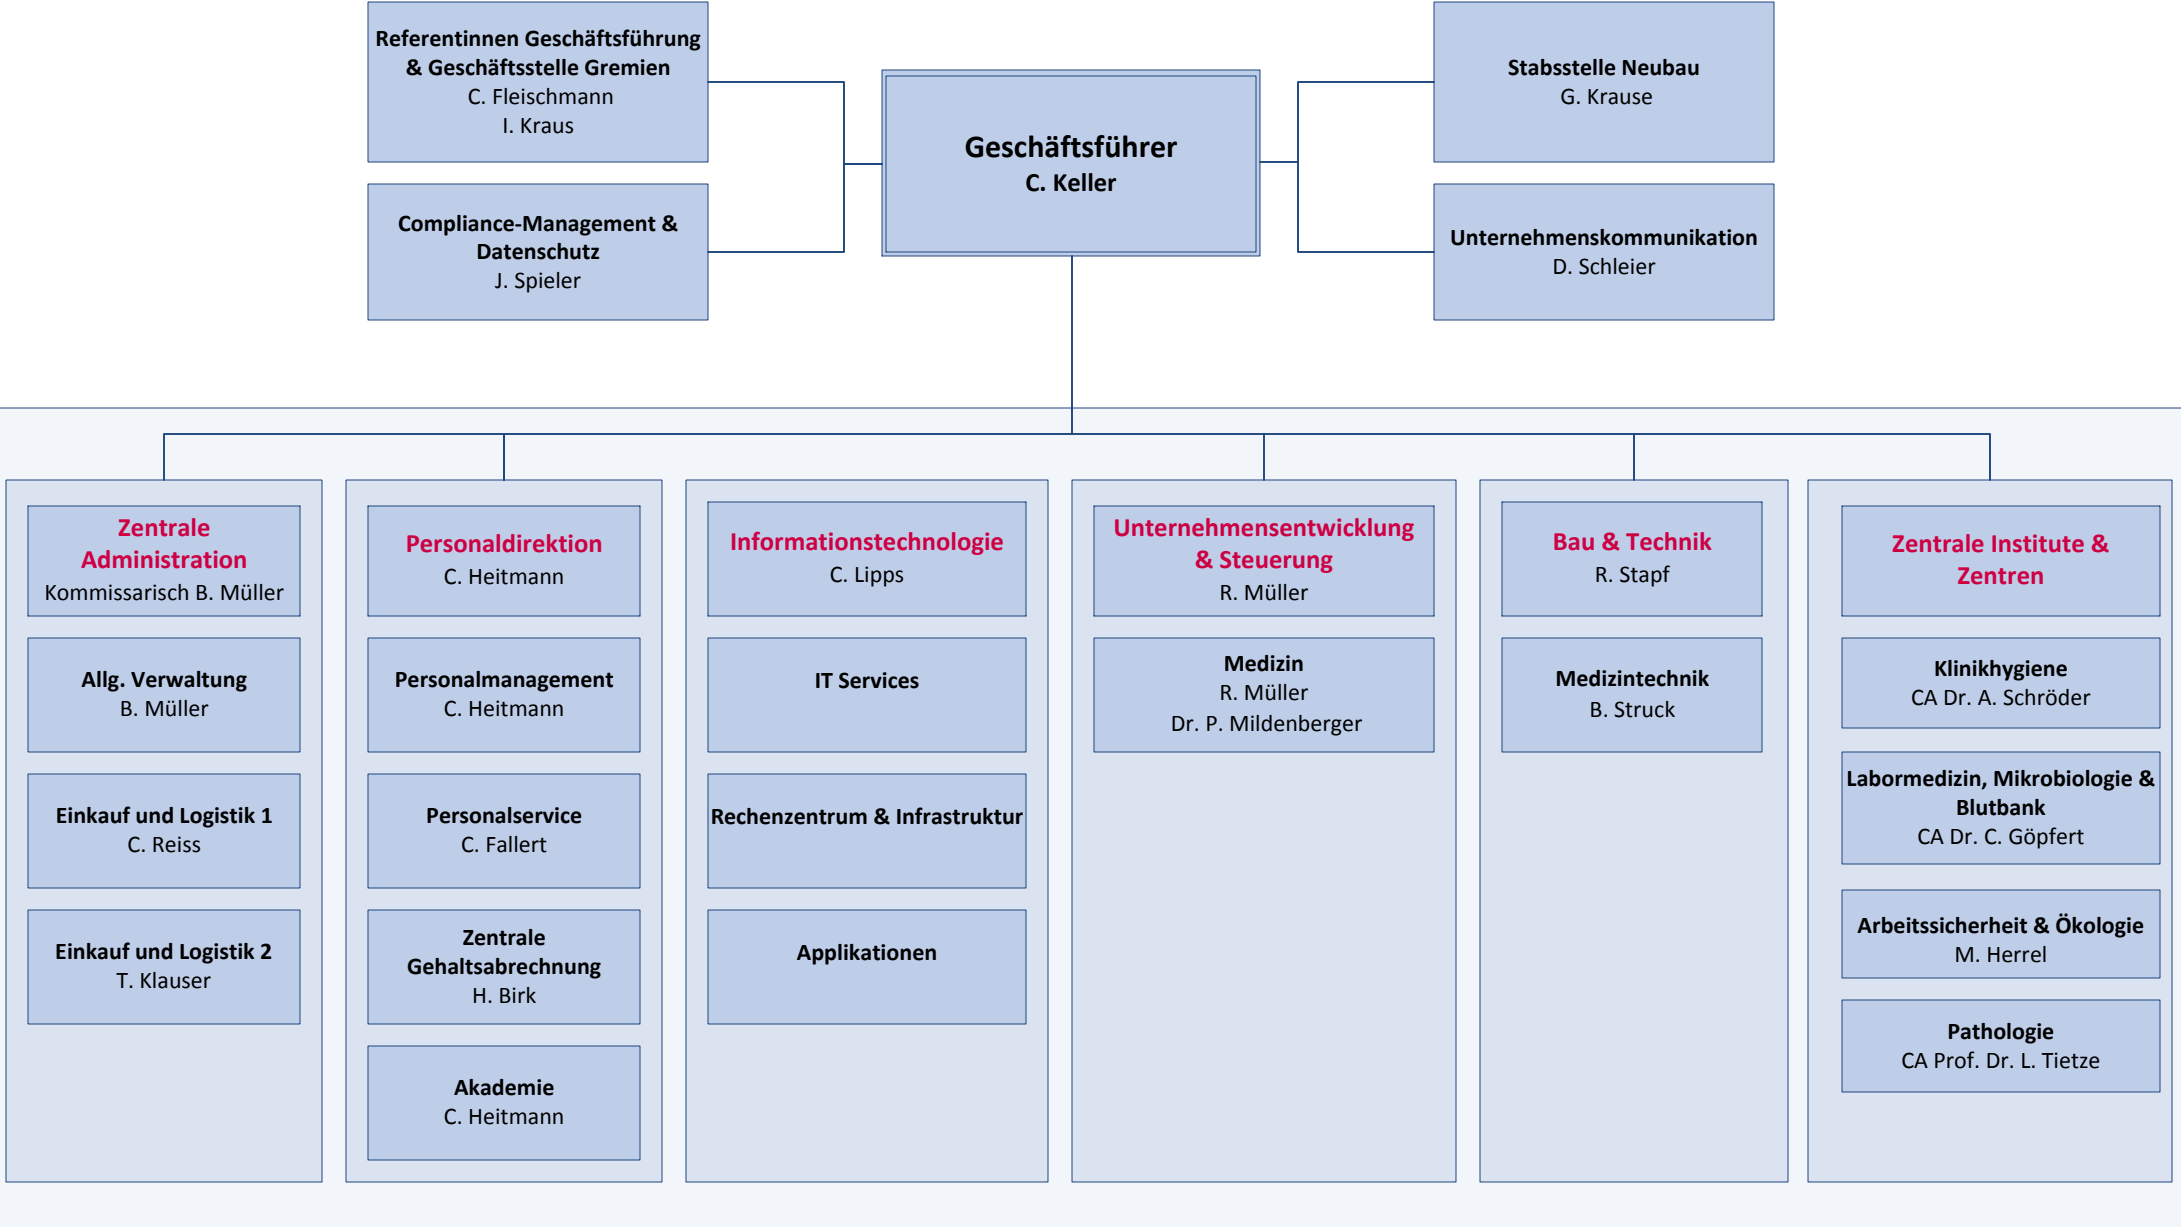 Referentinnen Geschäftsführung
& Geschäftsstelle Gremien
C. Fleischmann
I. Kraus
Compliance-Management &
Datenschutz
J. Spieler
Geschäftsführer
C. Keller
Stabsstelle Neubau
G. Krause
Unternehmenskommunikation
D. Schleier
Zentrale
Administration
Kommissarisch B. Müller
Allg. Verwaltung
B. Müller
Einkauf und Logistik 1
C. Reiss
Einkauf und Logistik 2
T. Klauser
Personaldirektion
C. Heitmann
Personalmanagement
C. Heitmann
Personalservice
C. Fallert
Zentrale
Gehaltsabrechnung
H. Birk
Akademie
C. Heitmann
Informationstechnologie
C. Lipps
IT Services
Rechenzentrum & Infrastruktur
Applikationen
Unternehmensentwicklung
& Steuerung
R. Müller
Medizin
R. Müller
Dr. P. Mildenberger
Bau & Technik
R. Stapf
Medizintechnik
B. Struck
Zentrale Institute &
Zentren
Klinikhygiene
CA Dr. A. Schröder
Labormedizin, Mikrobiologie &
Blutbank
CA Dr. C. Göpfert
Arbeitssicherheit & Ökologie
M. Herrel
Pathologie
CA Prof. Dr. L. Tietze